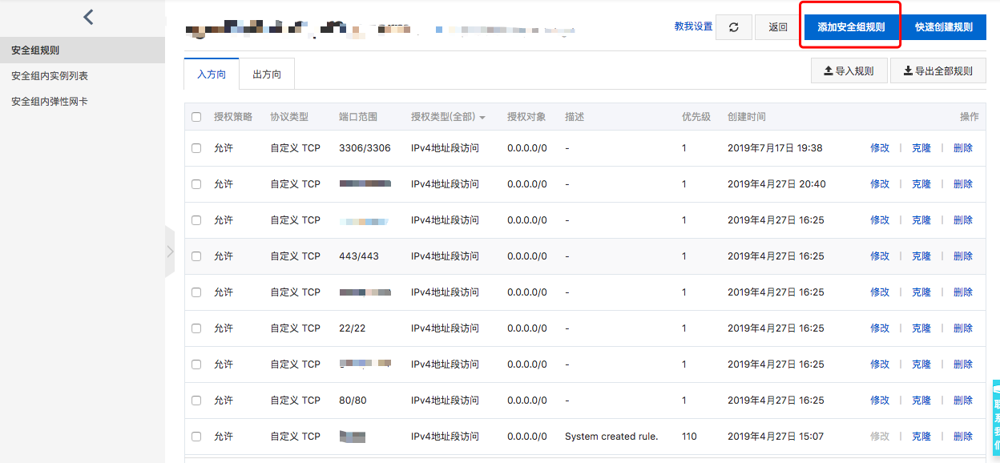 教我设置 返回 添加安全组规则 快速创建规则
安全组规则
安全组内实例列表
安全组内弹性网卡
入方向 出方向 导入规则 导出全部规则
授权策略 协议类型 端口范围 授权类型(全部) 授权对象 描述 优先级 创建时间 操作
允许 自定义 TCP 3306/3306 IPv4地址段访问 0.0.0.0/0 - 1 2019年7月17日 19:38 修改 | 克隆 | 删除
允许 自定义 TCP IPv4地址段访问 0.0.0.0/0 - 1 2019年4月27日 20:40 修改 | 克隆 | 删除
允许 自定义 TCP IPv4地址段访问 0.0.0.0/0 - 1 2019年4月27日 16:25 修改 | 克隆 | 删除
允许 自定义 TCP 443/443 IPv4地址段访问 0.0.0.0/0 - 1 2019年4月27日 16:25 修改 | 克隆 | 删除
允许 自定义 TCP IPv4地址段访问 0.0.0.0/0 - 1 2019年4月27日 16:25 修改 | 克隆 | 删除
允许 自定义 TCP 22/22 IPv4地址段访问 0.0.0.0/0 - 1 2019年4月27日 16:25 修改 | 克隆 | 删除
允许 自定义 TCP IPv4地址段访问 0.0.0.0/0 - 1 2019年4月27日 16:25 修改 | 克隆 | 删除
允许 自定义 TCP 80/80 IPv4地址段访问 0.0.0.0/0 - 1 2019年4月27日 16:25 修改 | 克隆 | 删除
允许 自定义 TCP IPv4地址段访问 0.0.0.0/0 System created rule. 110 2019年4月27日 15:07 修改 | 克隆 | 删除
联系我们